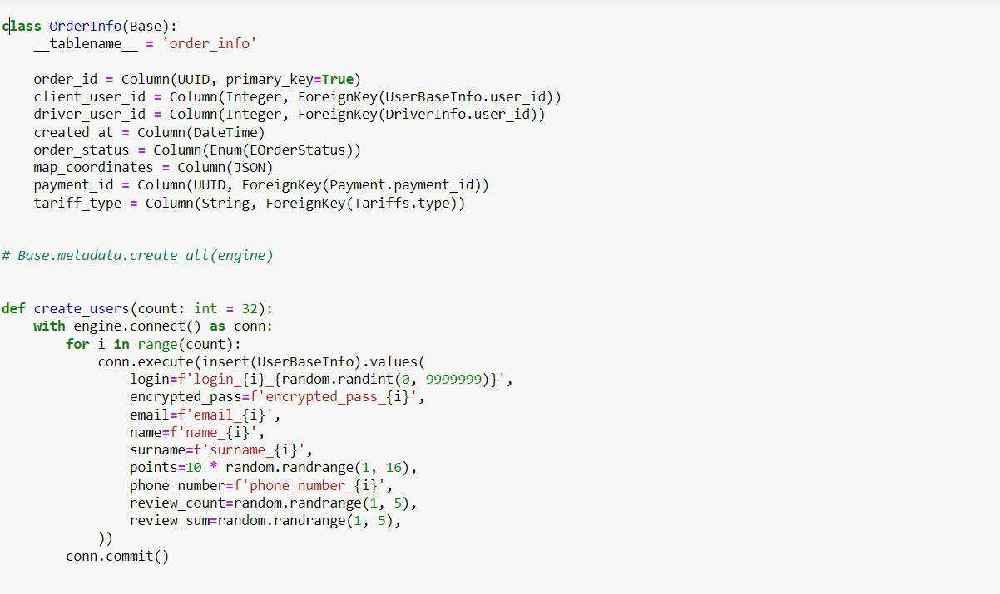 class OrderInfo(Base):
    __tablename__ = 'order_info'

    order_id = Column(UUID, primary_key=True)
    client_user_id = Column(Integer, ForeignKey(UserBaseInfo.user_id))
    driver_user_id = Column(Integer, ForeignKey(DriverInfo.user_id))
    created_at = Column(DateTime)
    order_status = Column(Enum(EOrderStatus))
    map_coordinates = Column(JSON)
    payment_id = Column(UUID, ForeignKey(Payment.payment_id))
    tariff_type = Column(String, ForeignKey(Tariffs.type))


# Base.metadata.create_all(engine)


def create_users(count: int = 32):
    with engine.connect() as conn:
        for i in range(count):
            conn.execute(insert(UserBaseInfo).values(
                login=f'login_{i}_{random.randint(0, 9999999)}',
                encrypted_pass=f'encrypted_pass_{i}',
                email=f'email_{i}',
                name=f'name_{i}',
                surname=f'surname_{i}',
                points=10 * random.randrange(1, 16),
                phone_number=f'phone_number_{i}',
                review_count=random.randrange(1, 5),
                review_sum=random.randrange(1, 5),
            ))
        conn.commit()